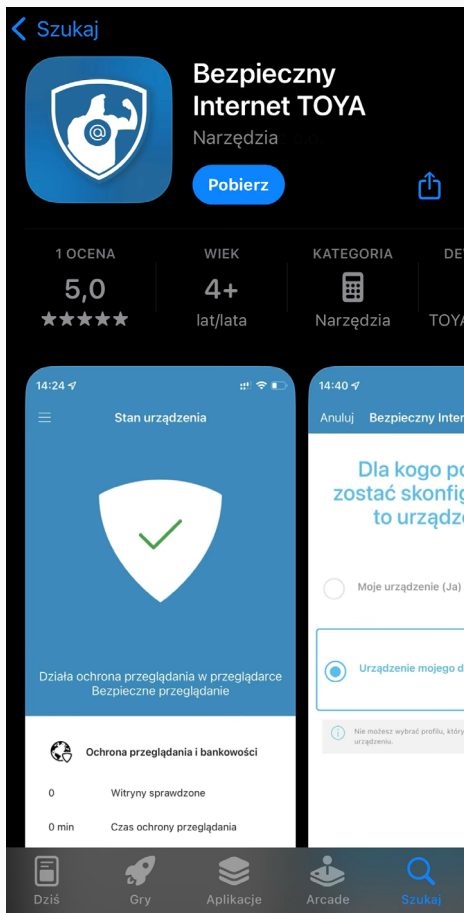 Szukaj
Bezpieczny
Internet TOYA
Narzędzia
Pobierz
@
1 OCENA
WIEK
KATEGORIA
5,0
4+
lat/lata
Narzędzia
14:24
Stan urządzenia
Działa ochrona przeglądania w przeglądarce
Bezpieczne przeglądanie
Ochrona przeglądania i bankowości
0 Witryny sprawdzone
0 min Czas ochrony przeglądania
14:40
Anuluj Bezpieczny Inter
Dla kogo po
zostać skonfig
to urządz
Moje urządzenie (Ja)
Urządzenie mojego d
Nie możesz wybrać profilu, który
urządzeniu.
Dziś
Gry
Aplikacje
Arcade
Szukaj